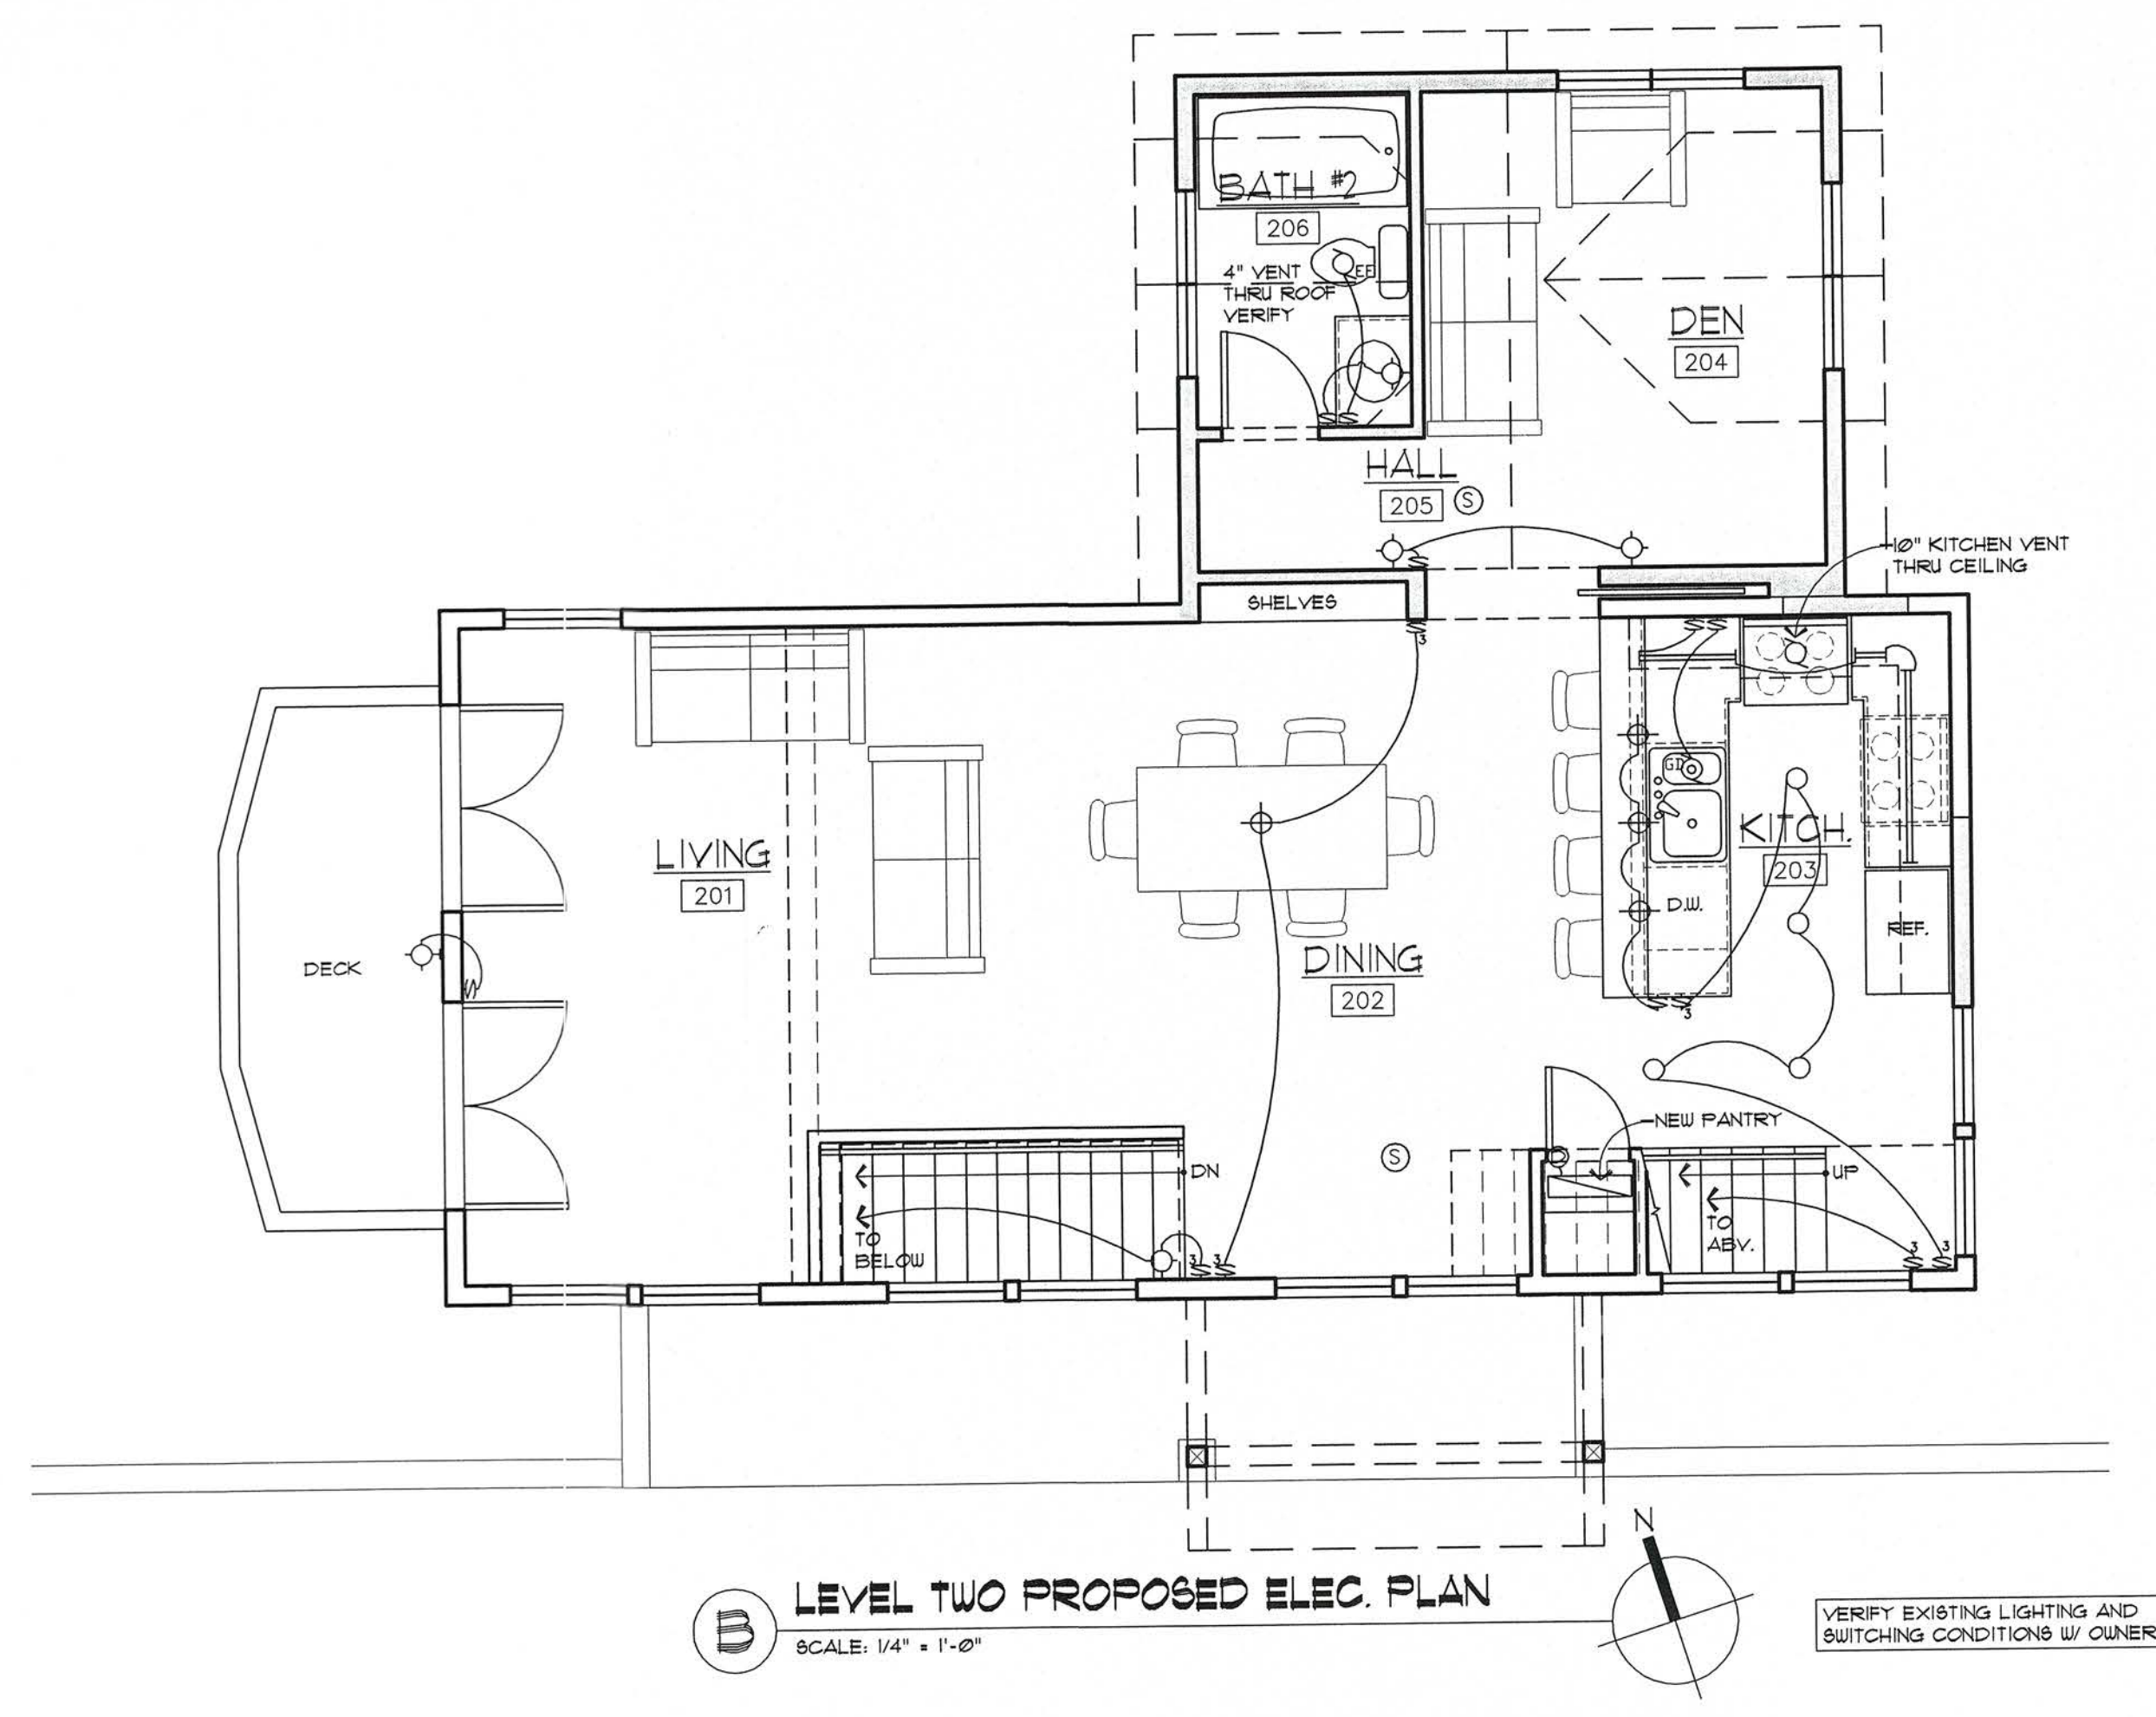 BATH #2
206
4" VENT
THRU ROOF
VERIFY
EF
DEN
204
HALL
205
S
10" KITCHEN VENT
THRU CEILING
SHELVES
3
GD
KITCH.
203
D.W.
REF.
3
LIVING
201
DECK
DINING
202
NEW PANTRY
S
DN
UP
TO
BELOW
TO
ABV.
3
3
3
3
N
B
LEVEL TWO PROPOSED ELEC. PLAN
SCALE: 1/4" = 1'-0"
VERIFY EXISTING LIGHTING AND
SWITCHING CONDITIONS W/ OWNER